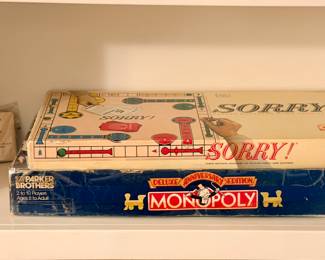 SORRY!
SORRY
SORRY!
PARKER
BROTHERS
2 to 10 Players
Ages 8 to Adult
DELUXE ANNIVERSARY EDITION
MONOPOLY